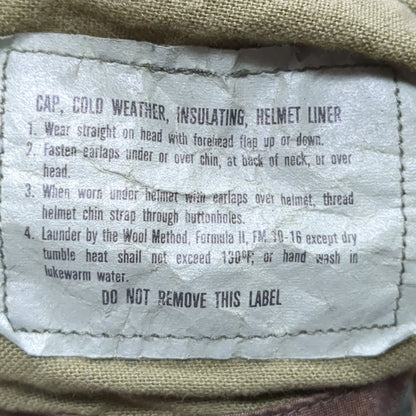 CAP, COLD WEATHER, INSULATING, HELMET LINER
1. Wear straight on head with forehead flap up or down.
2. Fasten earlaps under or over chin, at back of neck, or over
head.
3. When worn under helmet with earlaps over helmet, thread
helmet chin strap through buttonholes.
4. Launder by the Wool Method, Formula II, FM 10-16 except dry
tumble heat shall not exceed 130°F, or hand wash in
lukewarm water.
DO NOT REMOVE THIS LABEL